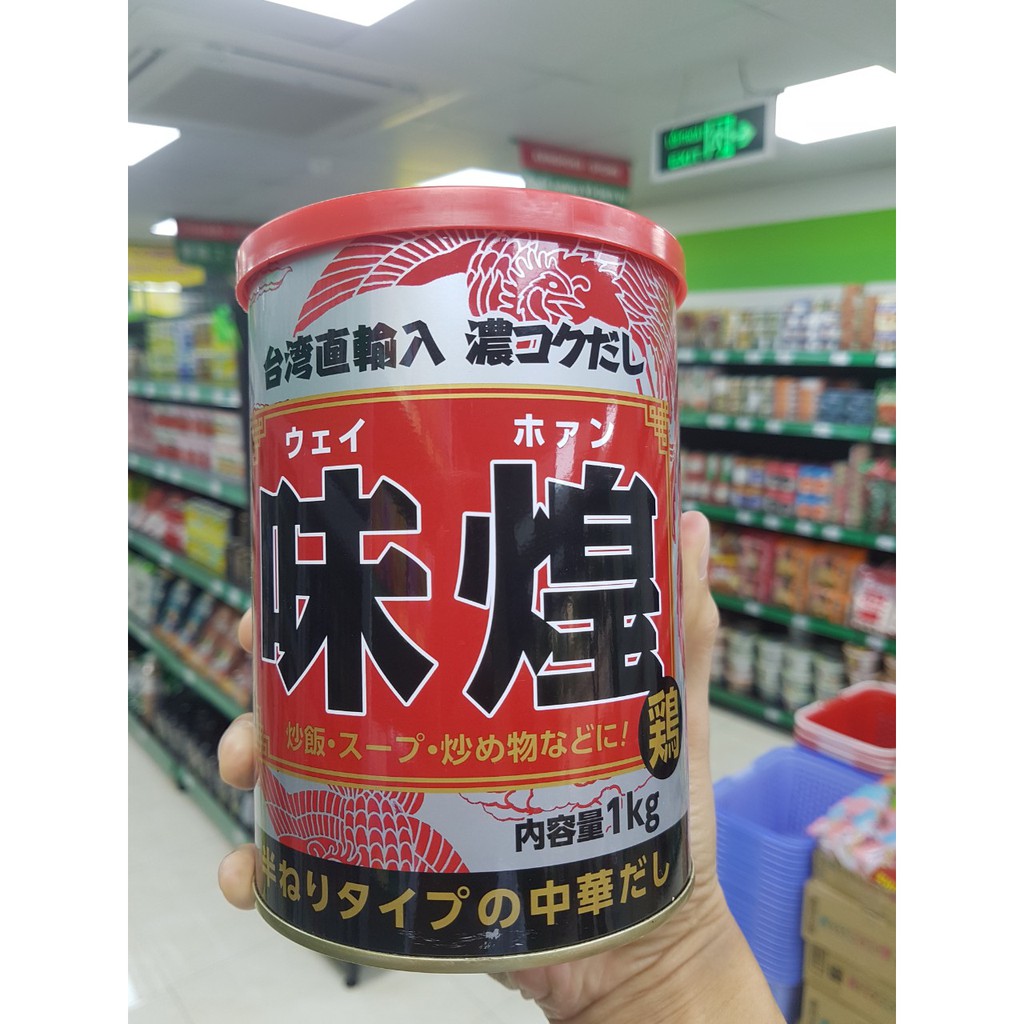 台湾直輸入 濃コクだし
ウェイ ホァン
味煌
炒飯・スープ・炒め物などに!
鶏
内容量1kg
半ねりタイプの中華だし
EXIT